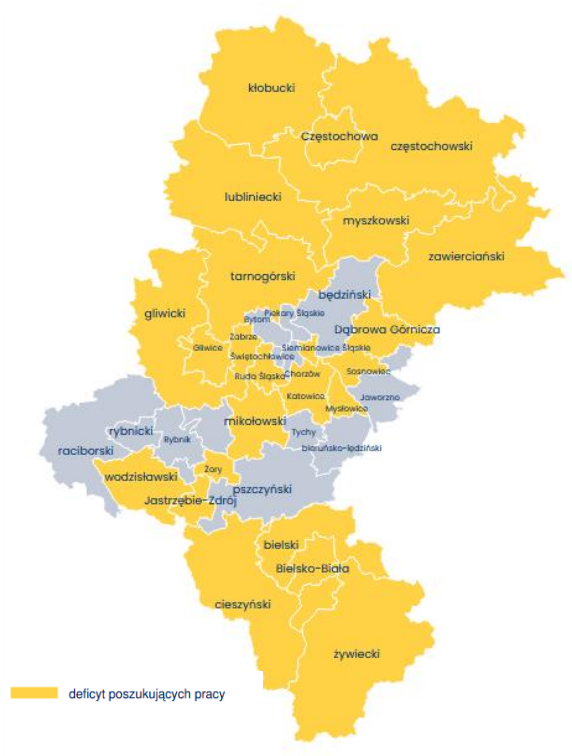 kłobucki
Częstochowa
częstochowski
lubliniecki
myszkowski
zawierciański
tarnogórski
będziński
gliwicki
Piekary Śląskie
Bytom
Dąbrowa Górnicza
Zabrze
Gliwice
Siemianowice Śląskie
Świętochłowice
Sosnowiec
Ruda Śląska
Chorzów
Katowice
Jaworzno
Mysłowice
mikołowski
rybnicki
Rybnik
Tychy
raciborski
bieruńsko-lędziński
Żory
wodzisławski
pszczyński
Jastrzębie-Zdrój
bielski
Bielsko-Biała
cieszyński
żywiecki
deficyt poszukujących pracy